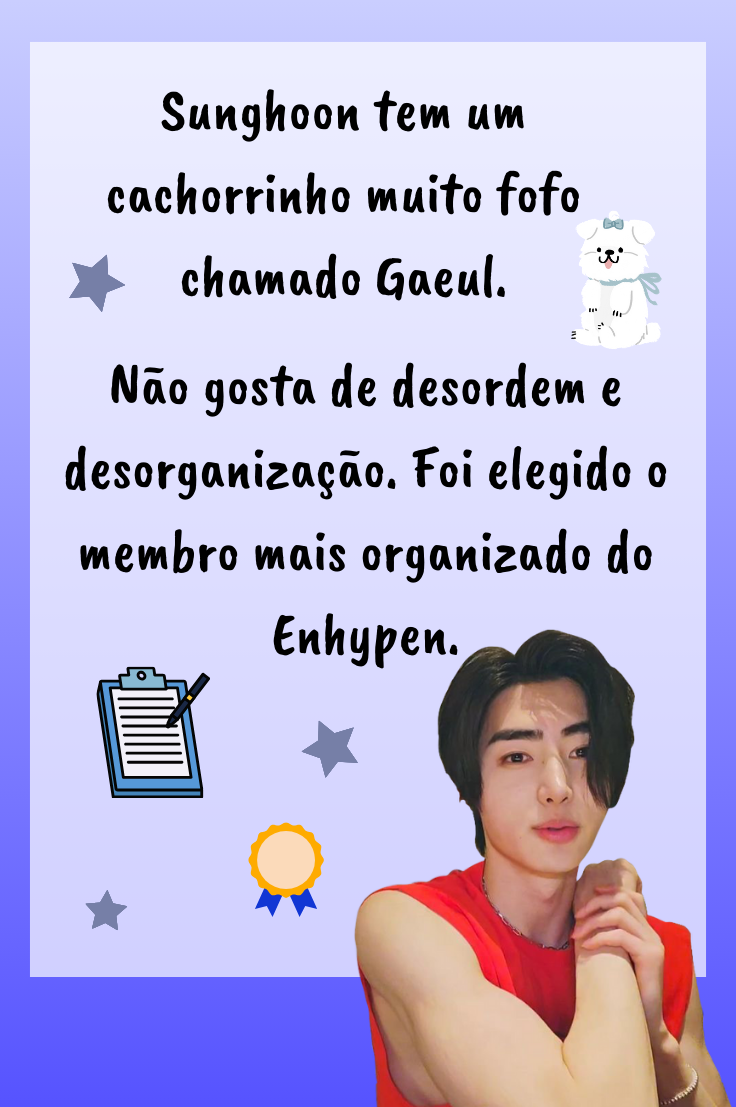 Sunghoon tem um
cachorrinho muito fofo
chamado Gaeul.
Não gosta de desordem e
desorganização. Foi elegido o
membro mais organizado do
Enhypen.